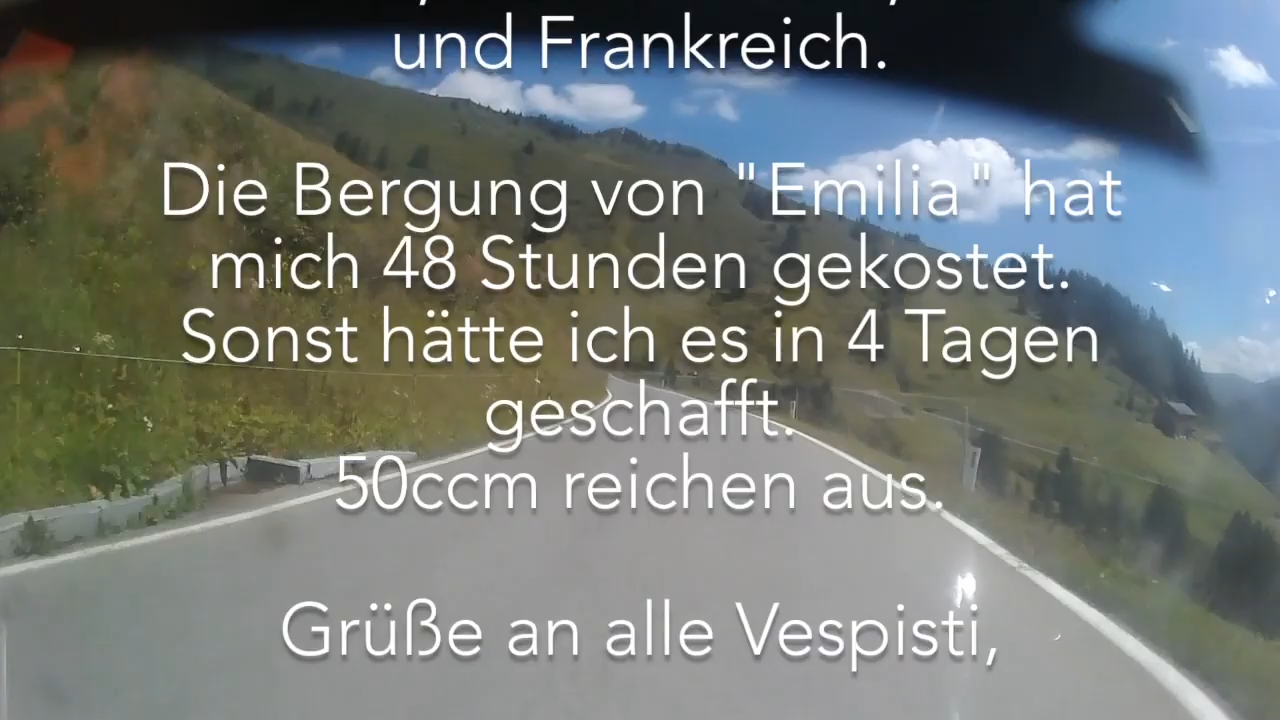 und Frankreich.
Die Bergung von "Emilia" hat
mich 48 Stunden gekostet.
Sonst hätte ich es in 4 Tagen
geschafft.
50ccm reichen aus.
Grüße an alle Vespisti,